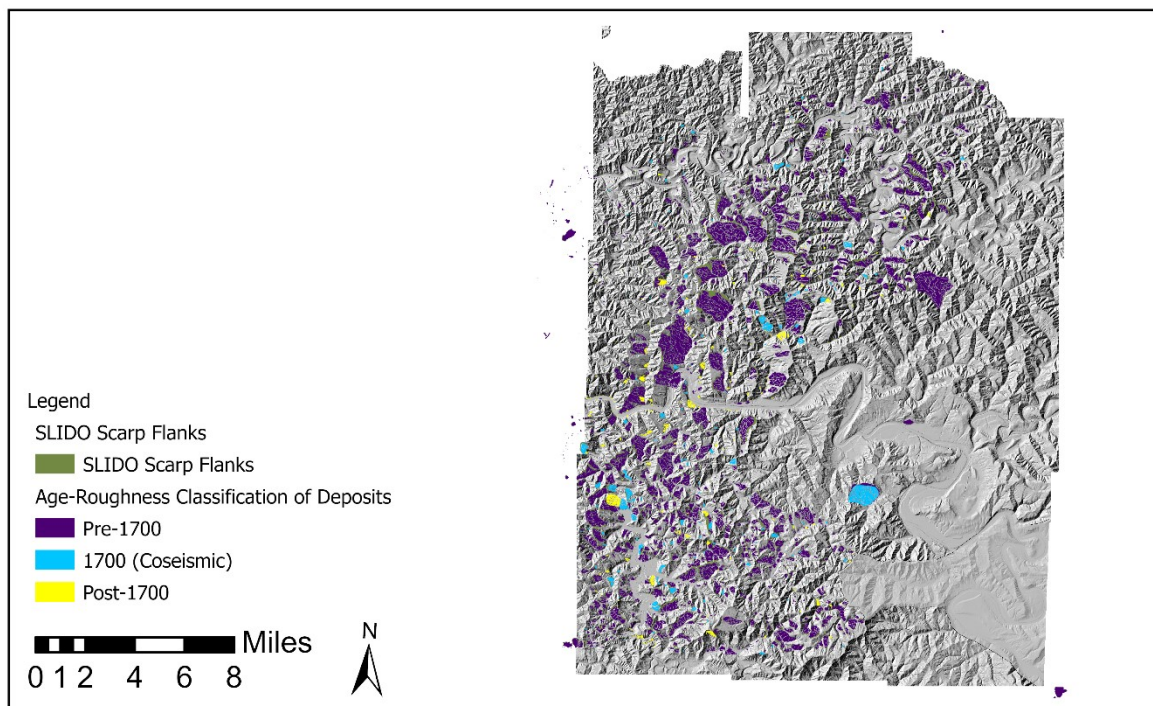 Legend
SLIDO Scarp Flanks
SLIDO Scarp Flanks
Age-Roughness Classification of Deposits
Pre-1700
1700 (Coseismic)
Post-1700
Miles
0 1 2 4 6 8
N